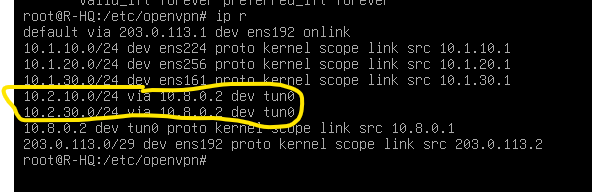 valid_lft forever preferred_lft forever
root@R-HQ:/etc/openvpn# ip r
default via 203.0.113.1 dev ens192 onlink
10.1.10.0/24 dev ens224 proto kernel scope link src 10.1.10.1
10.1.20.0/24 dev ens256 proto kernel scope link src 10.1.20.1
10.1.30.0/24 dev ens161 proto kernel scope link src 10.1.30.1
10.2.10.0/24 via 10.8.0.2 dev tun0
10.2.30.0/24 via 10.8.0.2 dev tun0
10.8.0.2 dev tun0 proto kernel scope link src 10.8.0.1
203.0.113.0/29 dev ens192 proto kernel scope link src 203.0.113.2
root@R-HQ:/etc/openvpn#